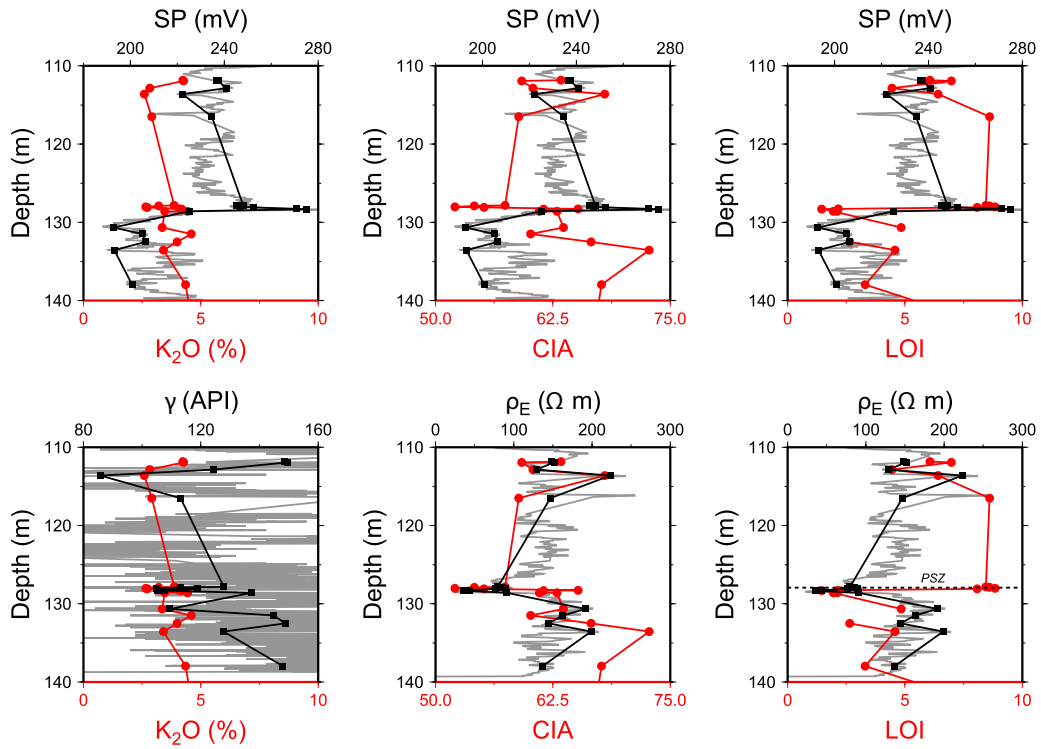 SP (mV)
200 240 280
Depth (m)
110
120
130
140
0 5 10
K₂O (%)
SP (mV)
200 240 280
Depth (m)
110
120
130
140
50.0 62.5 75.0
CIA
SP (mV)
200 240 280
Depth (m)
110
120
130
140
0 5 10
LOI
γ (API)
80 120 160
Depth (m)
110
120
130
140
0 5 10
K₂O (%)
ρE (Ω m)
0 100 200 300
Depth (m)
110
120
130
140
50.0 62.5 75.0
CIA
ρE (Ω m)
0 100 200 300
Depth (m)
110
120
PSZ
130
140
0 5 10
LOI